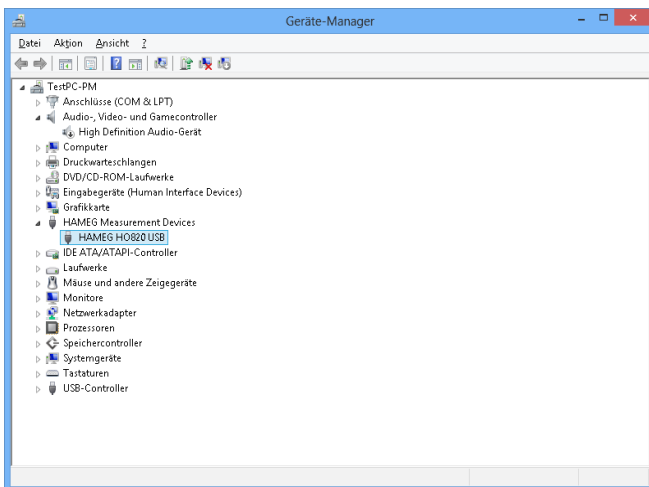 Geräte-Manager
Datei Aktion Ansicht ?
TestPC-PM
Anschlüsse (COM & LPT)
Audio-, Video- und Gamecontroller
High Definition Audio-Gerät
Computer
Druckwarteschlangen
DVD/CD-ROM-Laufwerke
Eingabegeräte (Human Interface Devices)
Grafikkarte
HAMEG Measurement Devices
HAMEG HO820 USB
IDE ATA/ATAPI-Controller
Laufwerke
Mäuse und andere Zeigegeräte
Monitore
Netzwerkadapter
Prozessoren
Speichercontroller
Systemgeräte
Tastaturen
USB-Controller